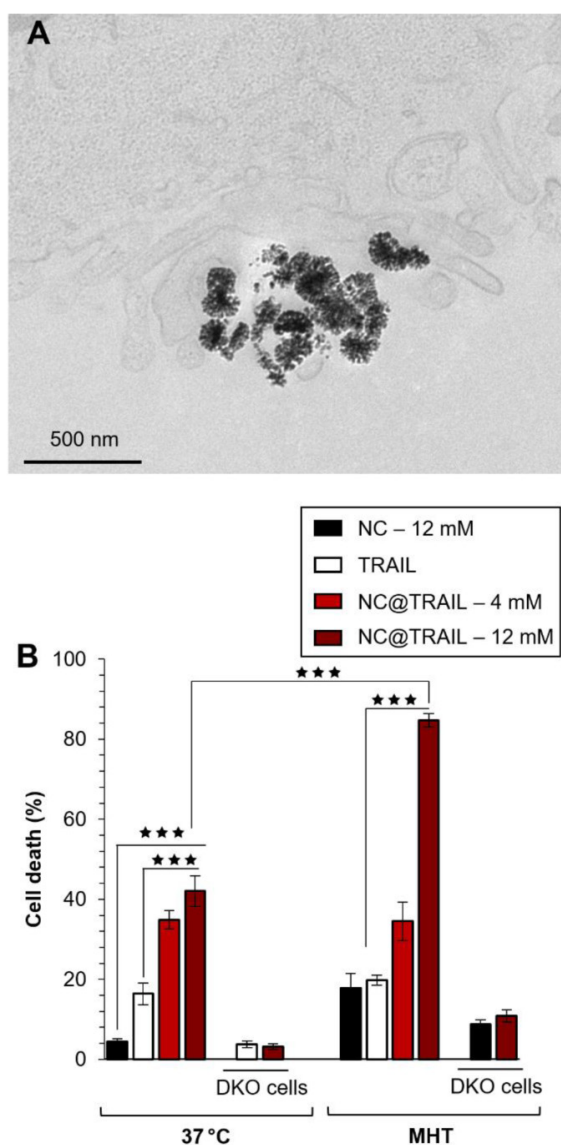 A
500 nm
NC – 12 mM
TRAIL
NC@TRAIL – 4 mM
NC@TRAIL – 12 mM
B
100
80
60
40
20
0
Cell death (%)
★★★
★★★
★★★
★★★
DKO cells
DKO cells
37 °C
MHT